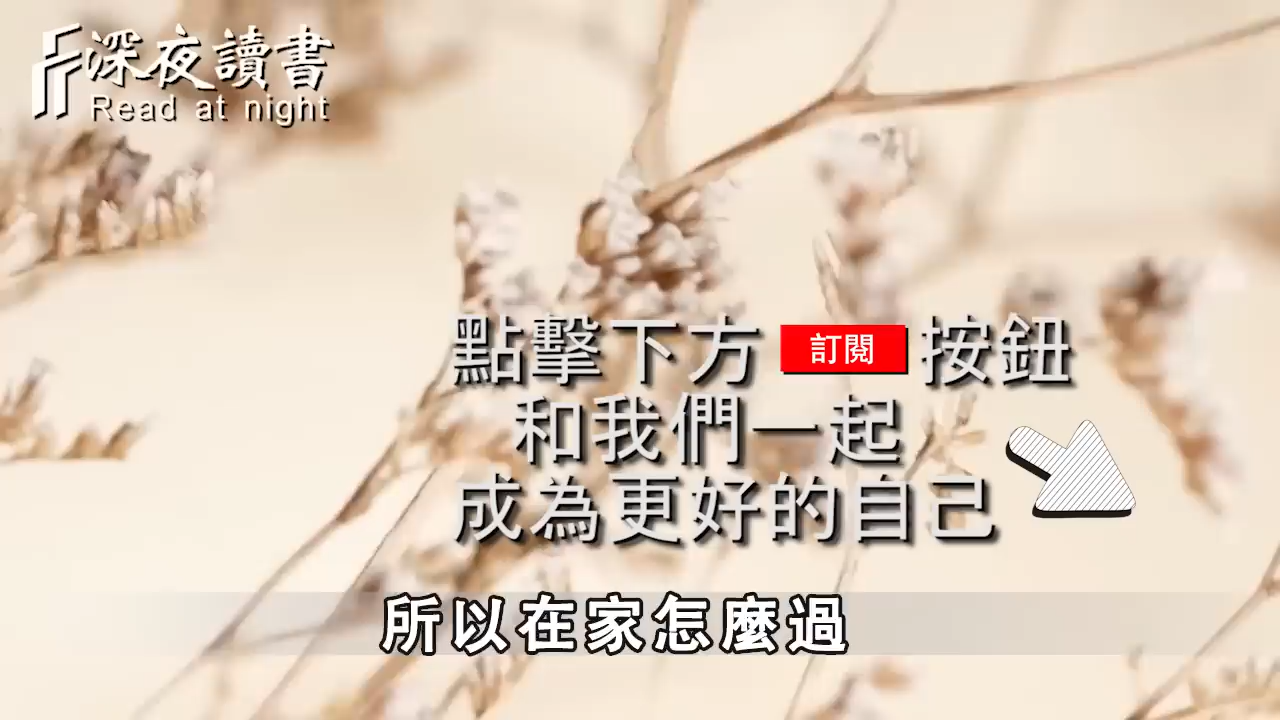 深夜讀書
Read at night
點擊下方 訂閱 按鈕
和我們一起
成為更好的自己
所以在家怎麼過